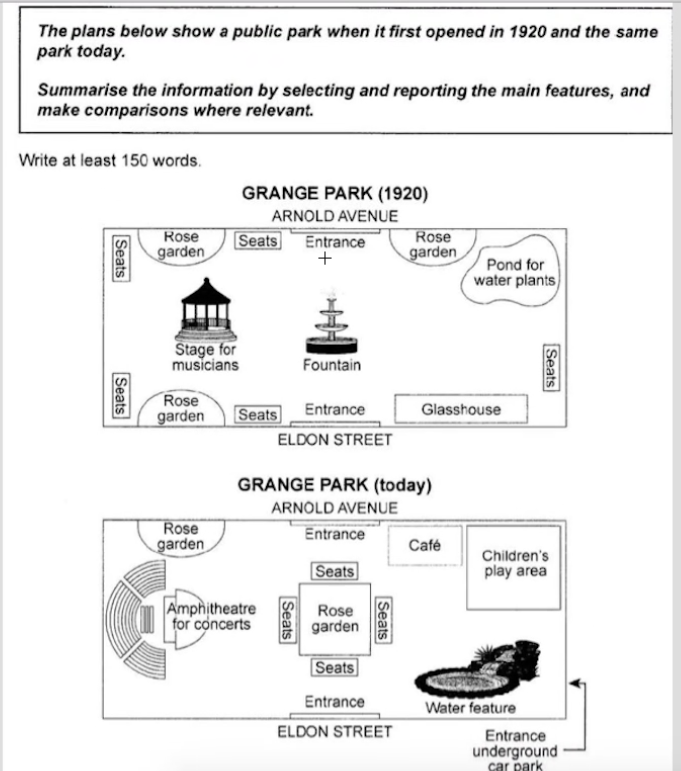 The plans below show a public park when it first opened in 1920 and the same
park today.
Summarise the information by selecting and reporting the main features, and
make comparisons where relevant.
Write at least 150 words.
GRANGE PARK (1920)
ARNOLD AVENUE
Seats
Rose
garden
Seats
Entrance
Rose
garden
Pond for
water plants
Stage for
musicians
Fountain
Seats
Seats
Rose
garden
Seats
Entrance
Glasshouse
ELDON STREET
GRANGE PARK (today)
ARNOLD AVENUE
Rose
garden
Entrance
Café
Children's
play area
Seats
Amphitheatre
for concerts
Seats
Rose
garden
Seats
Seats
Entrance
Water feature
ELDON STREET
Entrance
underground
car park